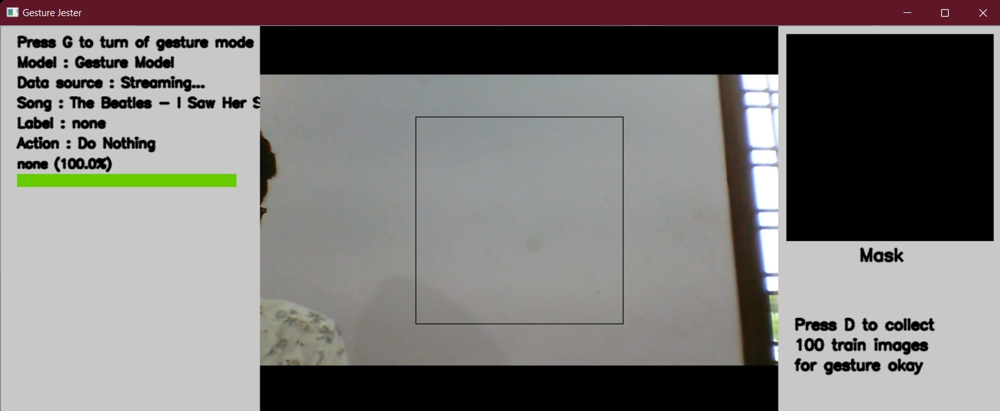 Gesture Jester
Press G to turn of gesture mode
Model : Gesture Model
Data source : Streaming...
Song : The Beatles - I Saw Her S
Label : none
Action : Do Nothing
none (100.0%)
Mask
Press D to collect
100 train images
for gesture okay